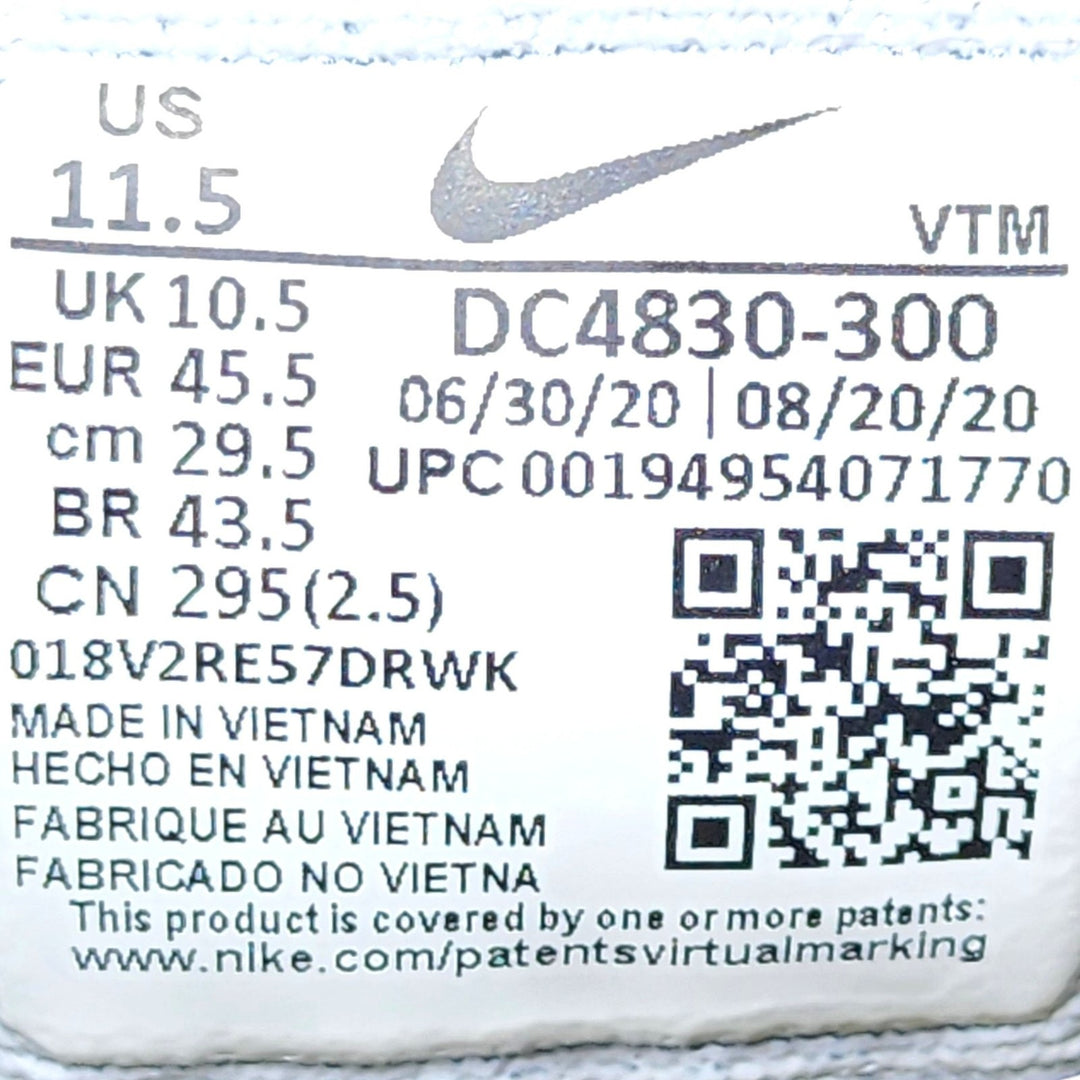 US
11.5
VTM
UK 10.5
EUR 45.5
cm 29.5
BR 43.5
CN 295(2.5)
DC4830-300
06/30/20 | 08/20/20
UPC 00194954071770
018V2RE57DRWK
MADE IN VIETNAM
HECHO EN VIETNAM
FABRIQUE AU VIETNAM
FABRICADO NO VIETNA
This product is covered by one or more patents:
www.nike.com/patentsvirtualmarking